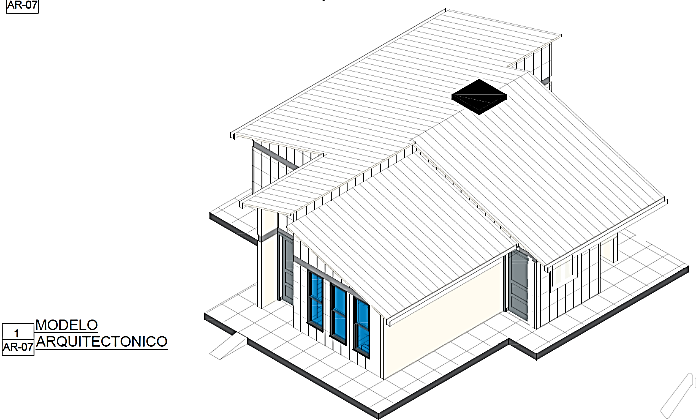 AR-07
1
AR-07
MODELO
ARQUITECTONICO